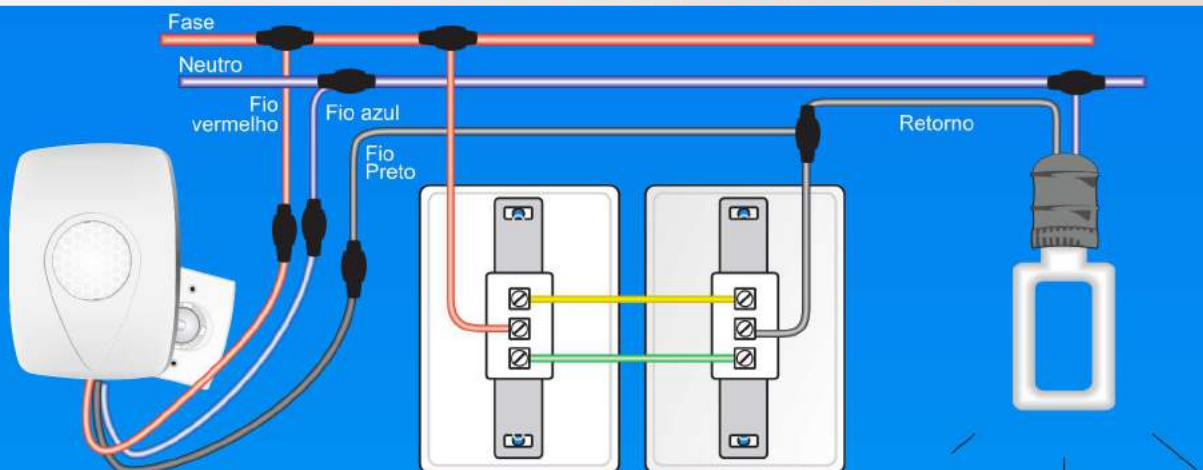 Fase
Neutro
Fio
vermelho
Fio azul
Fio
Preto
Retorno